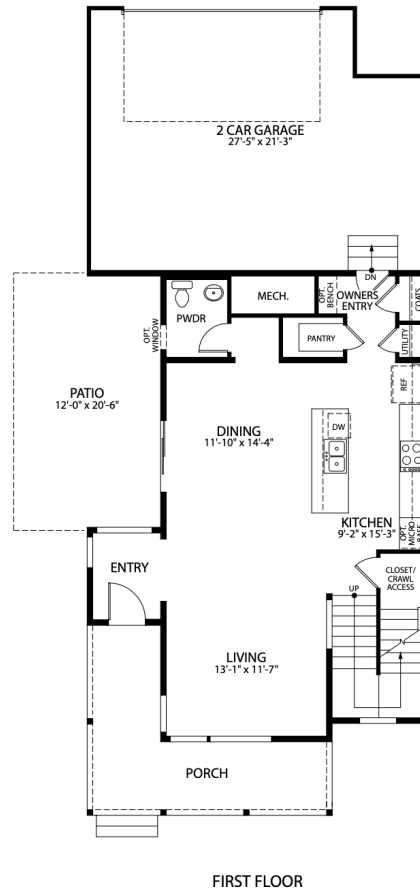 2 CAR GARAGE
27'-5" x 21'-3"
DN
OPT.
BENCH
OWNERS
ENTRY
COATS
MECH.
PWDR
OPT.
WINDOW
PANTRY
UTILITY
REF
PATIO
12'-0" x 20'-6"
DINING
11'-10" x 14'-4"
DW
KITCHEN
9'-2" x 15'-3"
OPT.
MICRO
ENTRY
CLOSET/
CRAWL
ACCESS
UP
LIVING
13'-1" x 11'-7"
PORCH
FIRST FLOOR